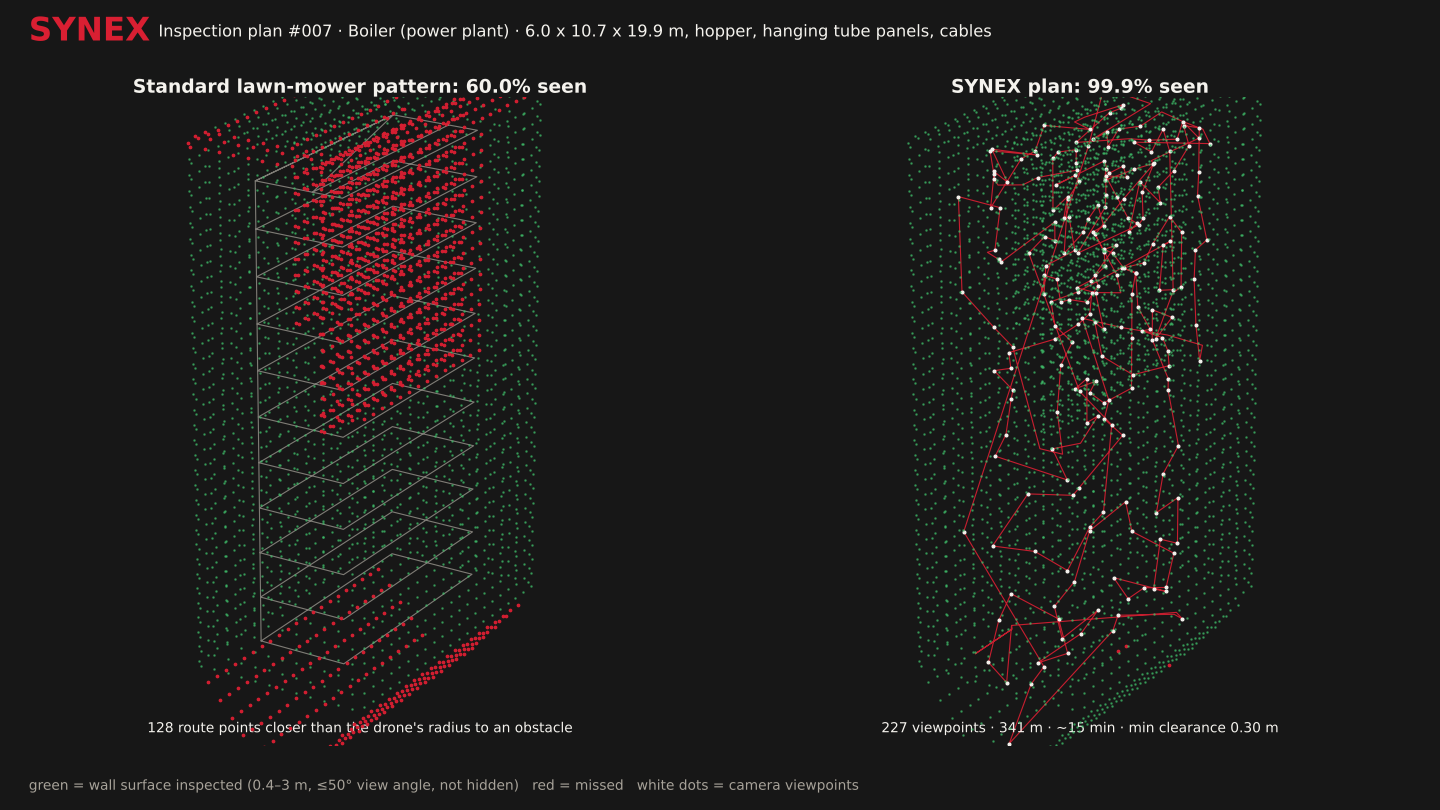 SYNEX Inspection plan #007 · Boiler (power plant) · 6.0 x 10.7 x 19.9 m, hopper, hanging tube panels, cables
Standard lawn-mower pattern: 60.0% seen
SYNEX plan: 99.9% seen
128 route points closer than the drone's radius to an obstacle
227 viewpoints · 341 m · ~15 min · min clearance 0.30 m
green = wall surface inspected (0.4–3 m, ≤50° view angle, not hidden)   red = missed   white dots = camera viewpoints